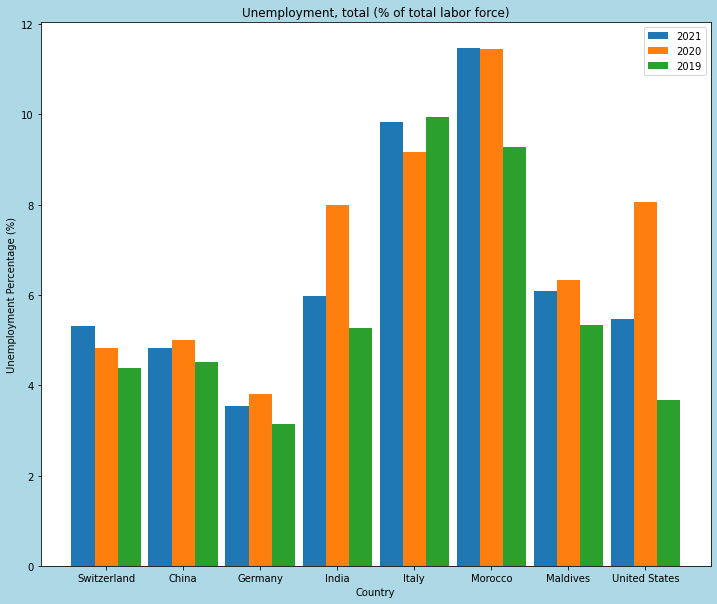 Unemployment, total (% of total labor force)
12
10
8
6
4
2
0
Unemployment Percentage (%)
2021
2020
2019
Switzerland China Germany India Italy Morocco Maldives United States
Country